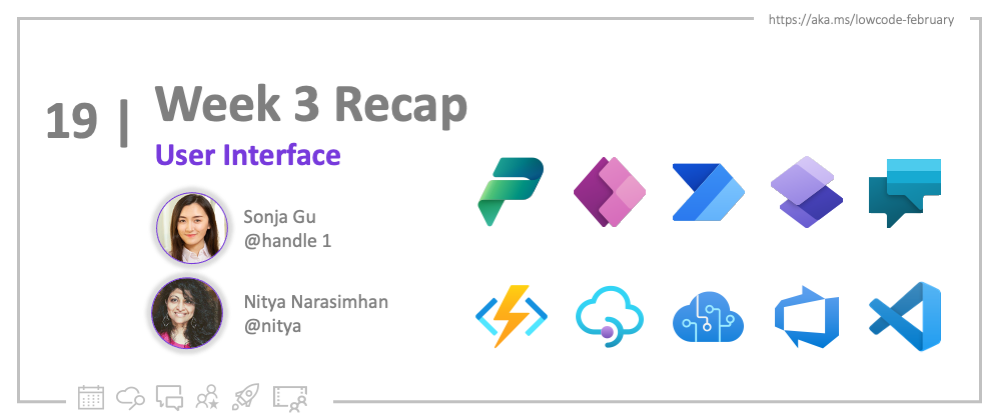 https://aka.ms/lowcode-february
19 |
Week 3 Recap
User Interface
Sonja Gu
@handle 1
Nitya Narasimhan
@nitya